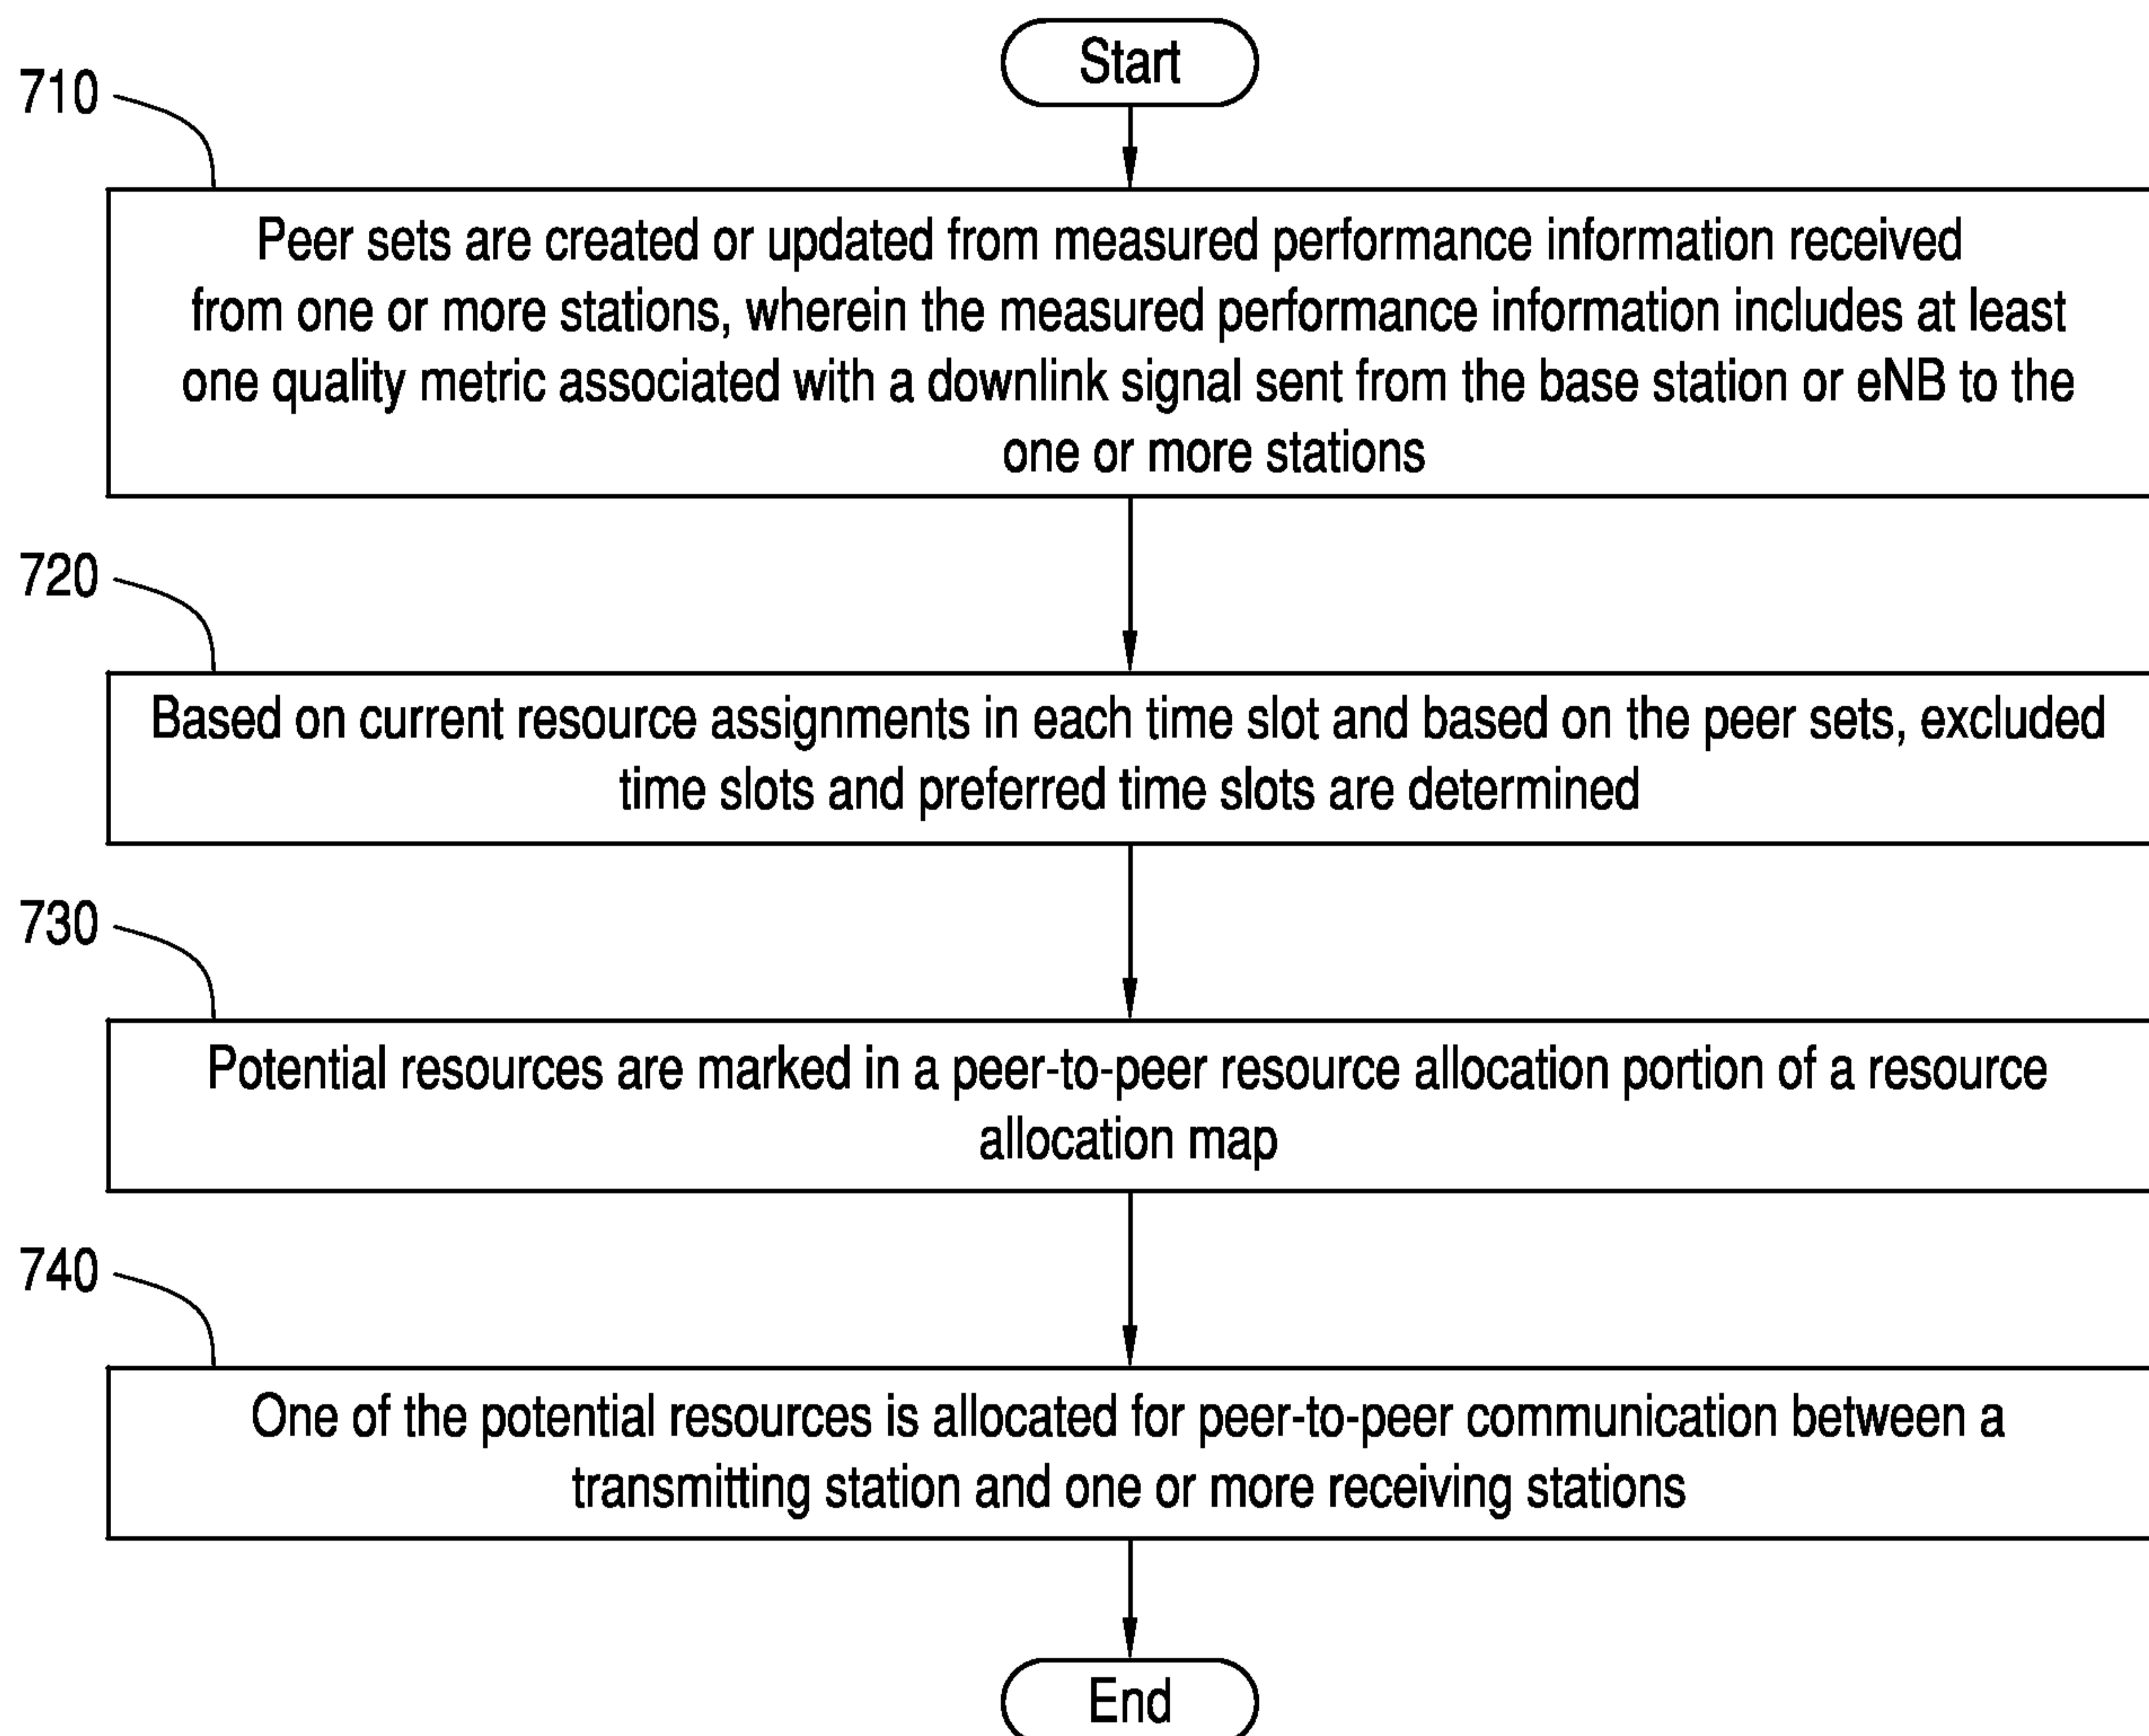 Start
710
Peer sets are created or updated from measured performance information received
from one or more stations, wherein the measured performance information includes at least
one quality metric associated with a downlink signal sent from the base station or eNB to the
one or more stations
720
Based on current resource assignments in each time slot and based on the peer sets, excluded
time slots and preferred time slots are determined
730
Potential resources are marked in a peer-to-peer resource allocation portion of a resource
allocation map
740
One of the potential resources is allocated for peer-to-peer communication between a
transmitting station and one or more receiving stations
End